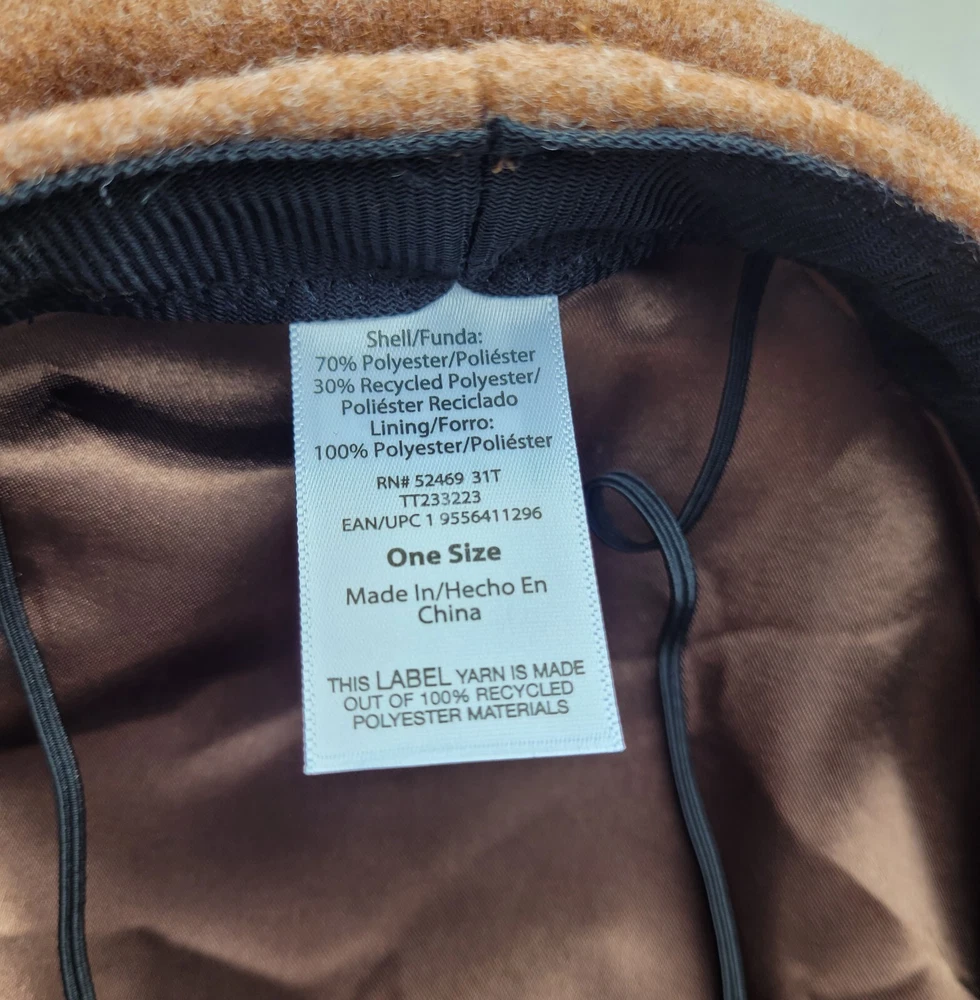 Shell/Funda:
70% Polyester/Poliéster
30% Recycled Polyester/
Poliéster Reciclado
Lining/Forro:
100% Polyester/Poliéster
RN# 52469 31T
TT233223
EAN/UPC 1 9556411296
One Size
Made In/Hecho En
China
THIS LABEL YARN IS MADE
OUT OF 100% RECYCLED
POLYESTER MATERIALS